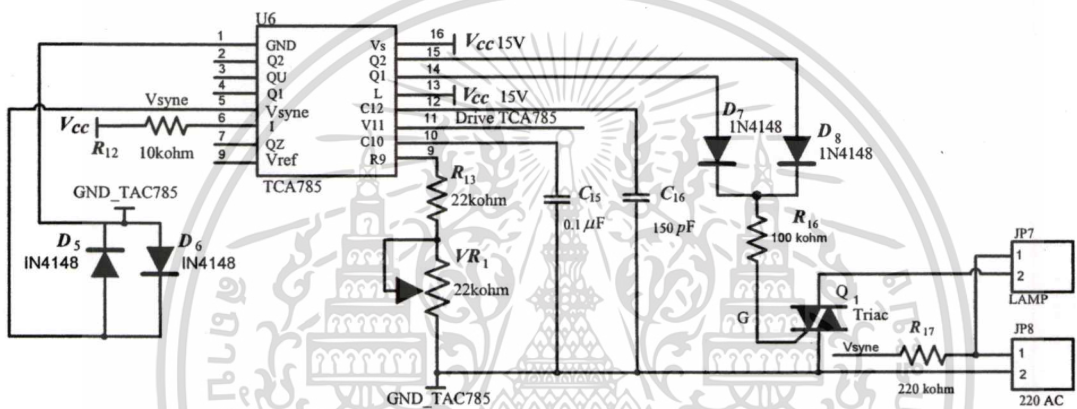 U6
1 GND
2 Q2
3 QU
4 Q1
5 Vsyne
6 I
7 QZ
9 Vref
Vs 16
Q2 15
Q1 14
L 13
C12 12
V11 11
C10 10
R9 9
TCA785
Vcc 15V
Vcc 15V
Drive TCA785
Vsyne
Vcc
R12
10kohm
GND_TAC785
D5
IN4148
D6
IN4148
R13
22kohm
VR1
22kohm
C15
0.1 μF
C16
150 pF
D7
1N4148
D8
1N4148
R16
100 kohm
G
Q1
Triac
Vsyne
R17
220 kohm
JP7
1
2
LAMP
JP8
1
2
220 AC
GND_TAC785